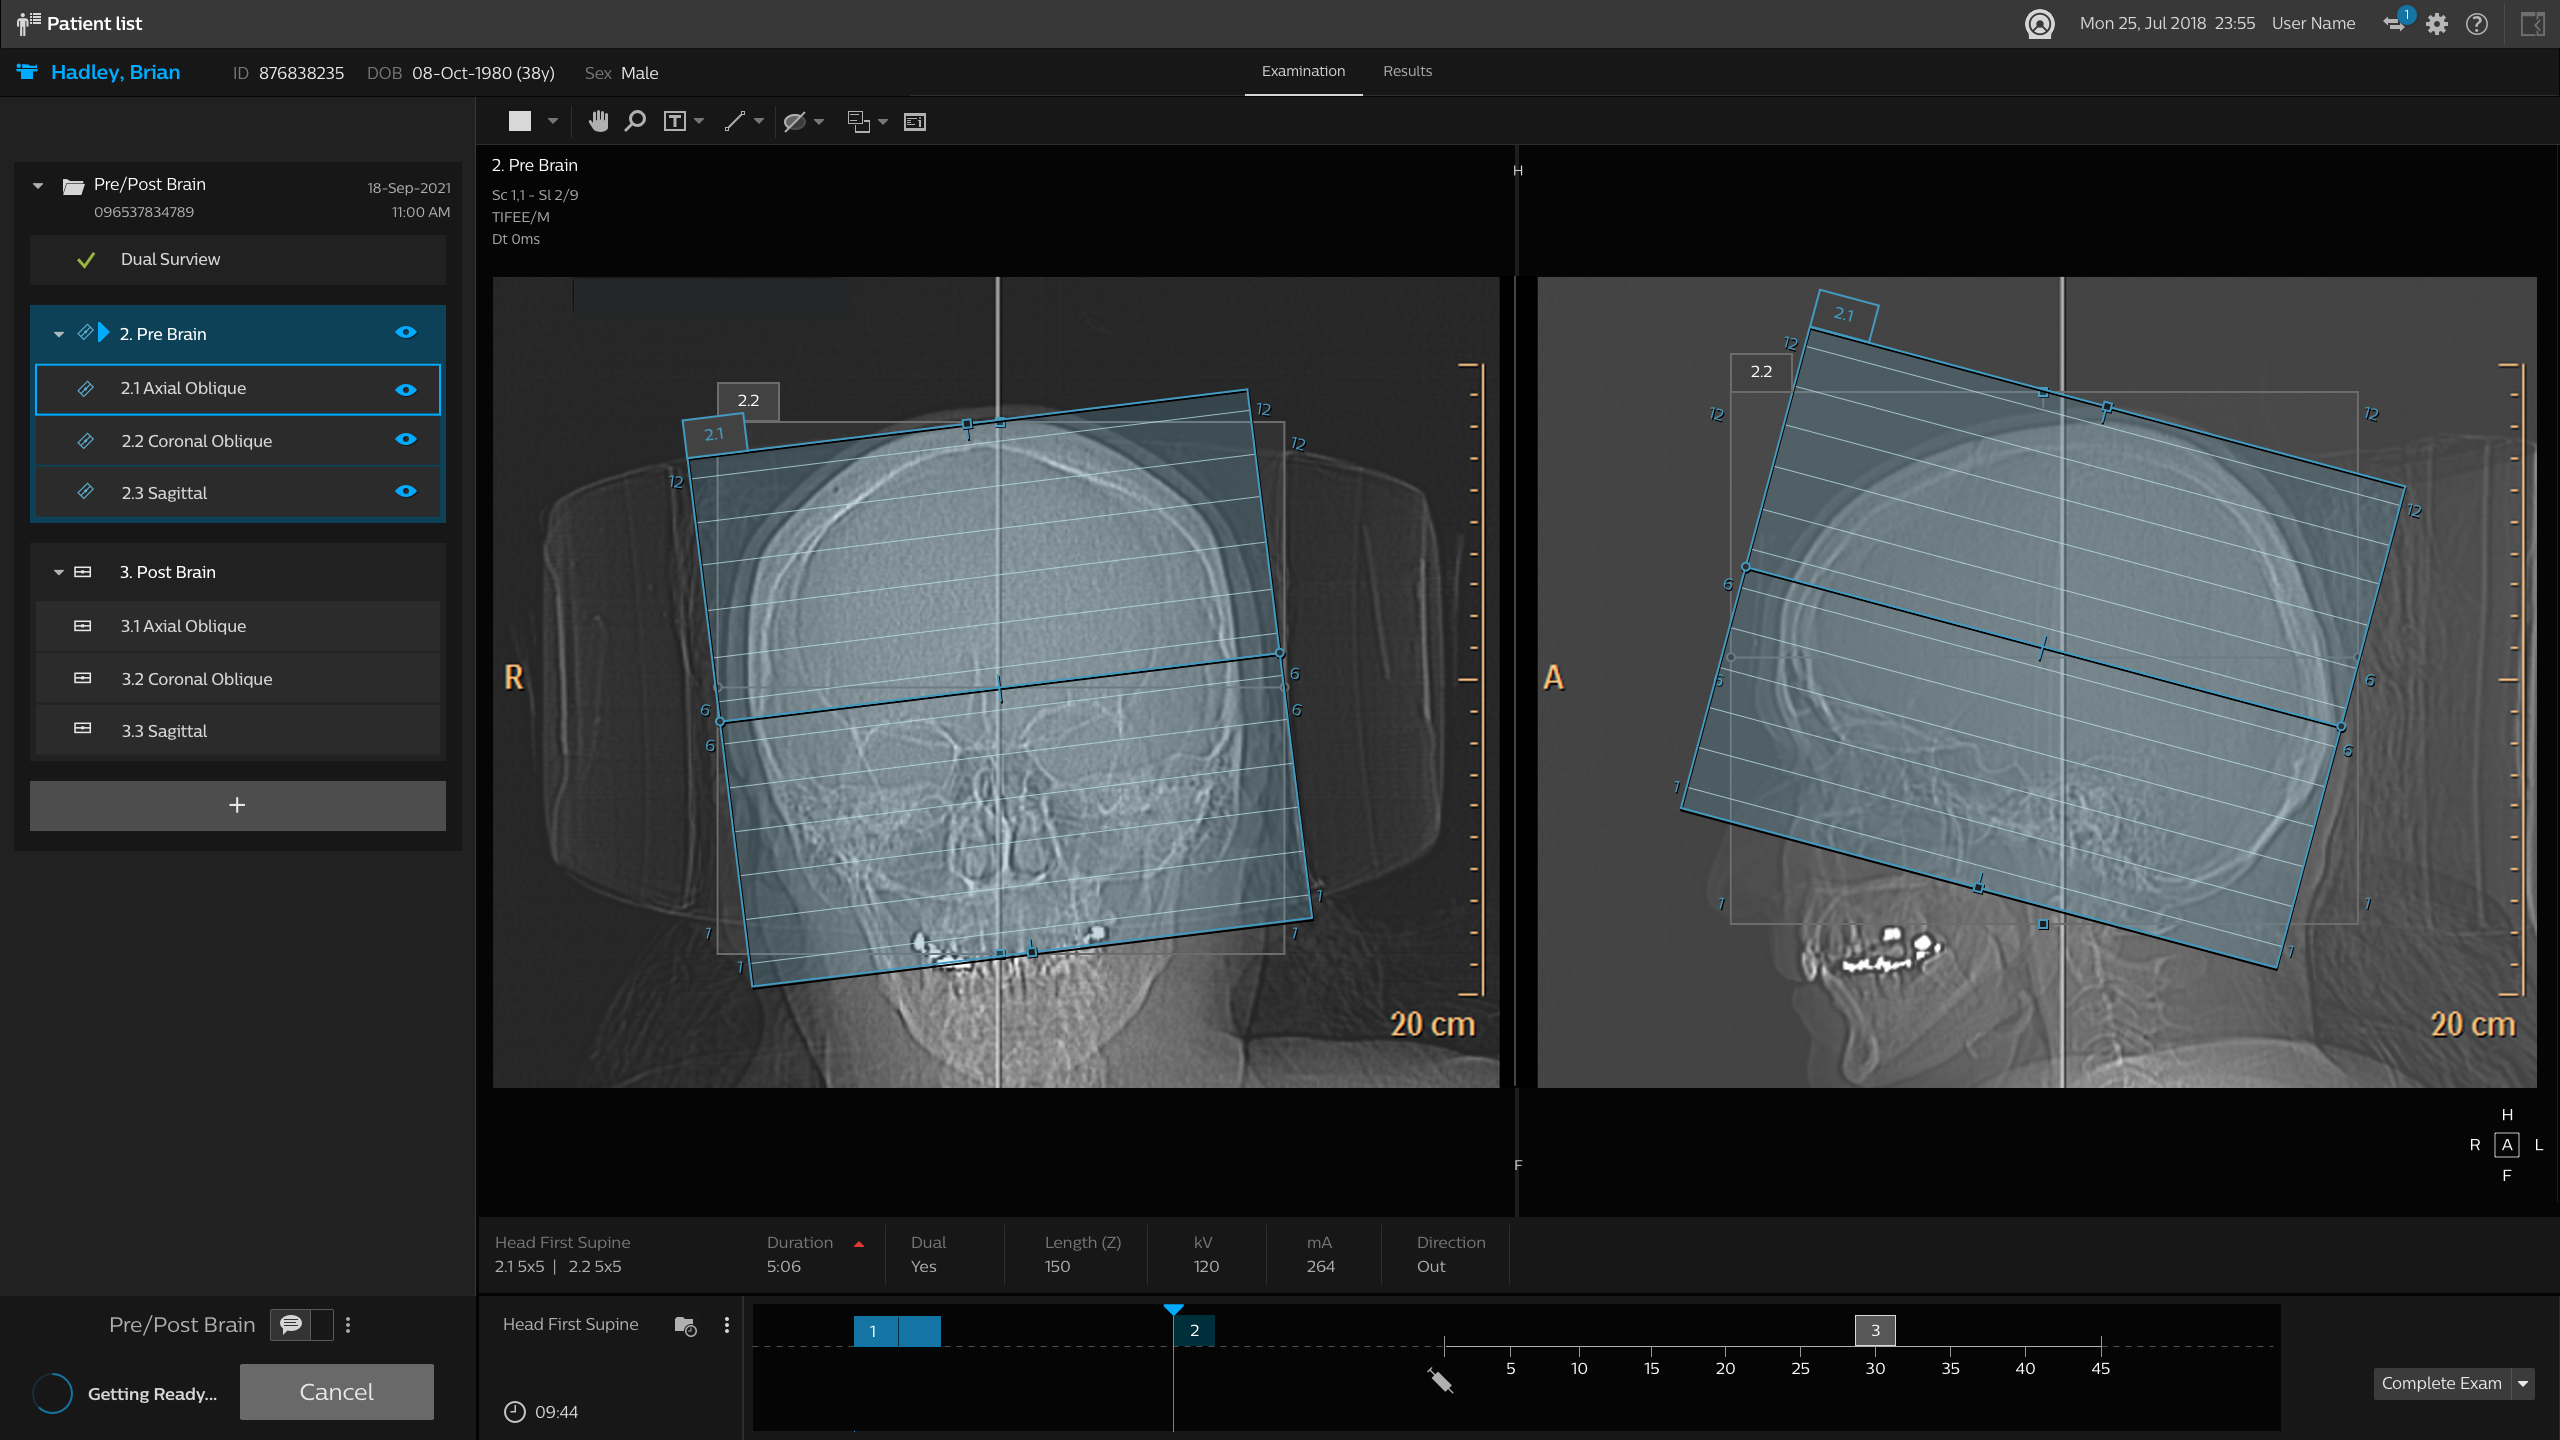 Patient list
Mon 25, Jul 2018 23:55 User Name 1
Hadley, Brian ID 876838235 DOB 08-Oct-1980 (38y) Sex Male
Examination Results
T
Pre/Post Brain 18-Sep-2021
096537834789 11:00 AM
Dual Surview
2. Pre Brain
2.1 Axial Oblique
2.2 Coronal Oblique
2.3 Sagittal
3. Post Brain
3.1 Axial Oblique
3.2 Coronal Oblique
3.3 Sagittal
+
2. Pre Brain
Sc 1,1 - Sl 2/9
TIFEE/M
Dt 0ms
H
2.2
2.1
12
12
12
R
6
6
6
6
1
1
1
1
20 cm
2.1
2.2
12
12
12
12
A
6
6
6
6
1
1
1
1
20 cm
F
H
R A L
F
Head First Supine
2.1 5x5 | 2.2 5x5
Duration
5:06
Dual
Yes
Length (Z)
150
kV
120
mA
264
Direction
Out
Pre/Post Brain
Getting Ready... Cancel
Head First Supine
09:44
1 2 3
5 10 15 20 25 30 35 40 45
Complete Exam